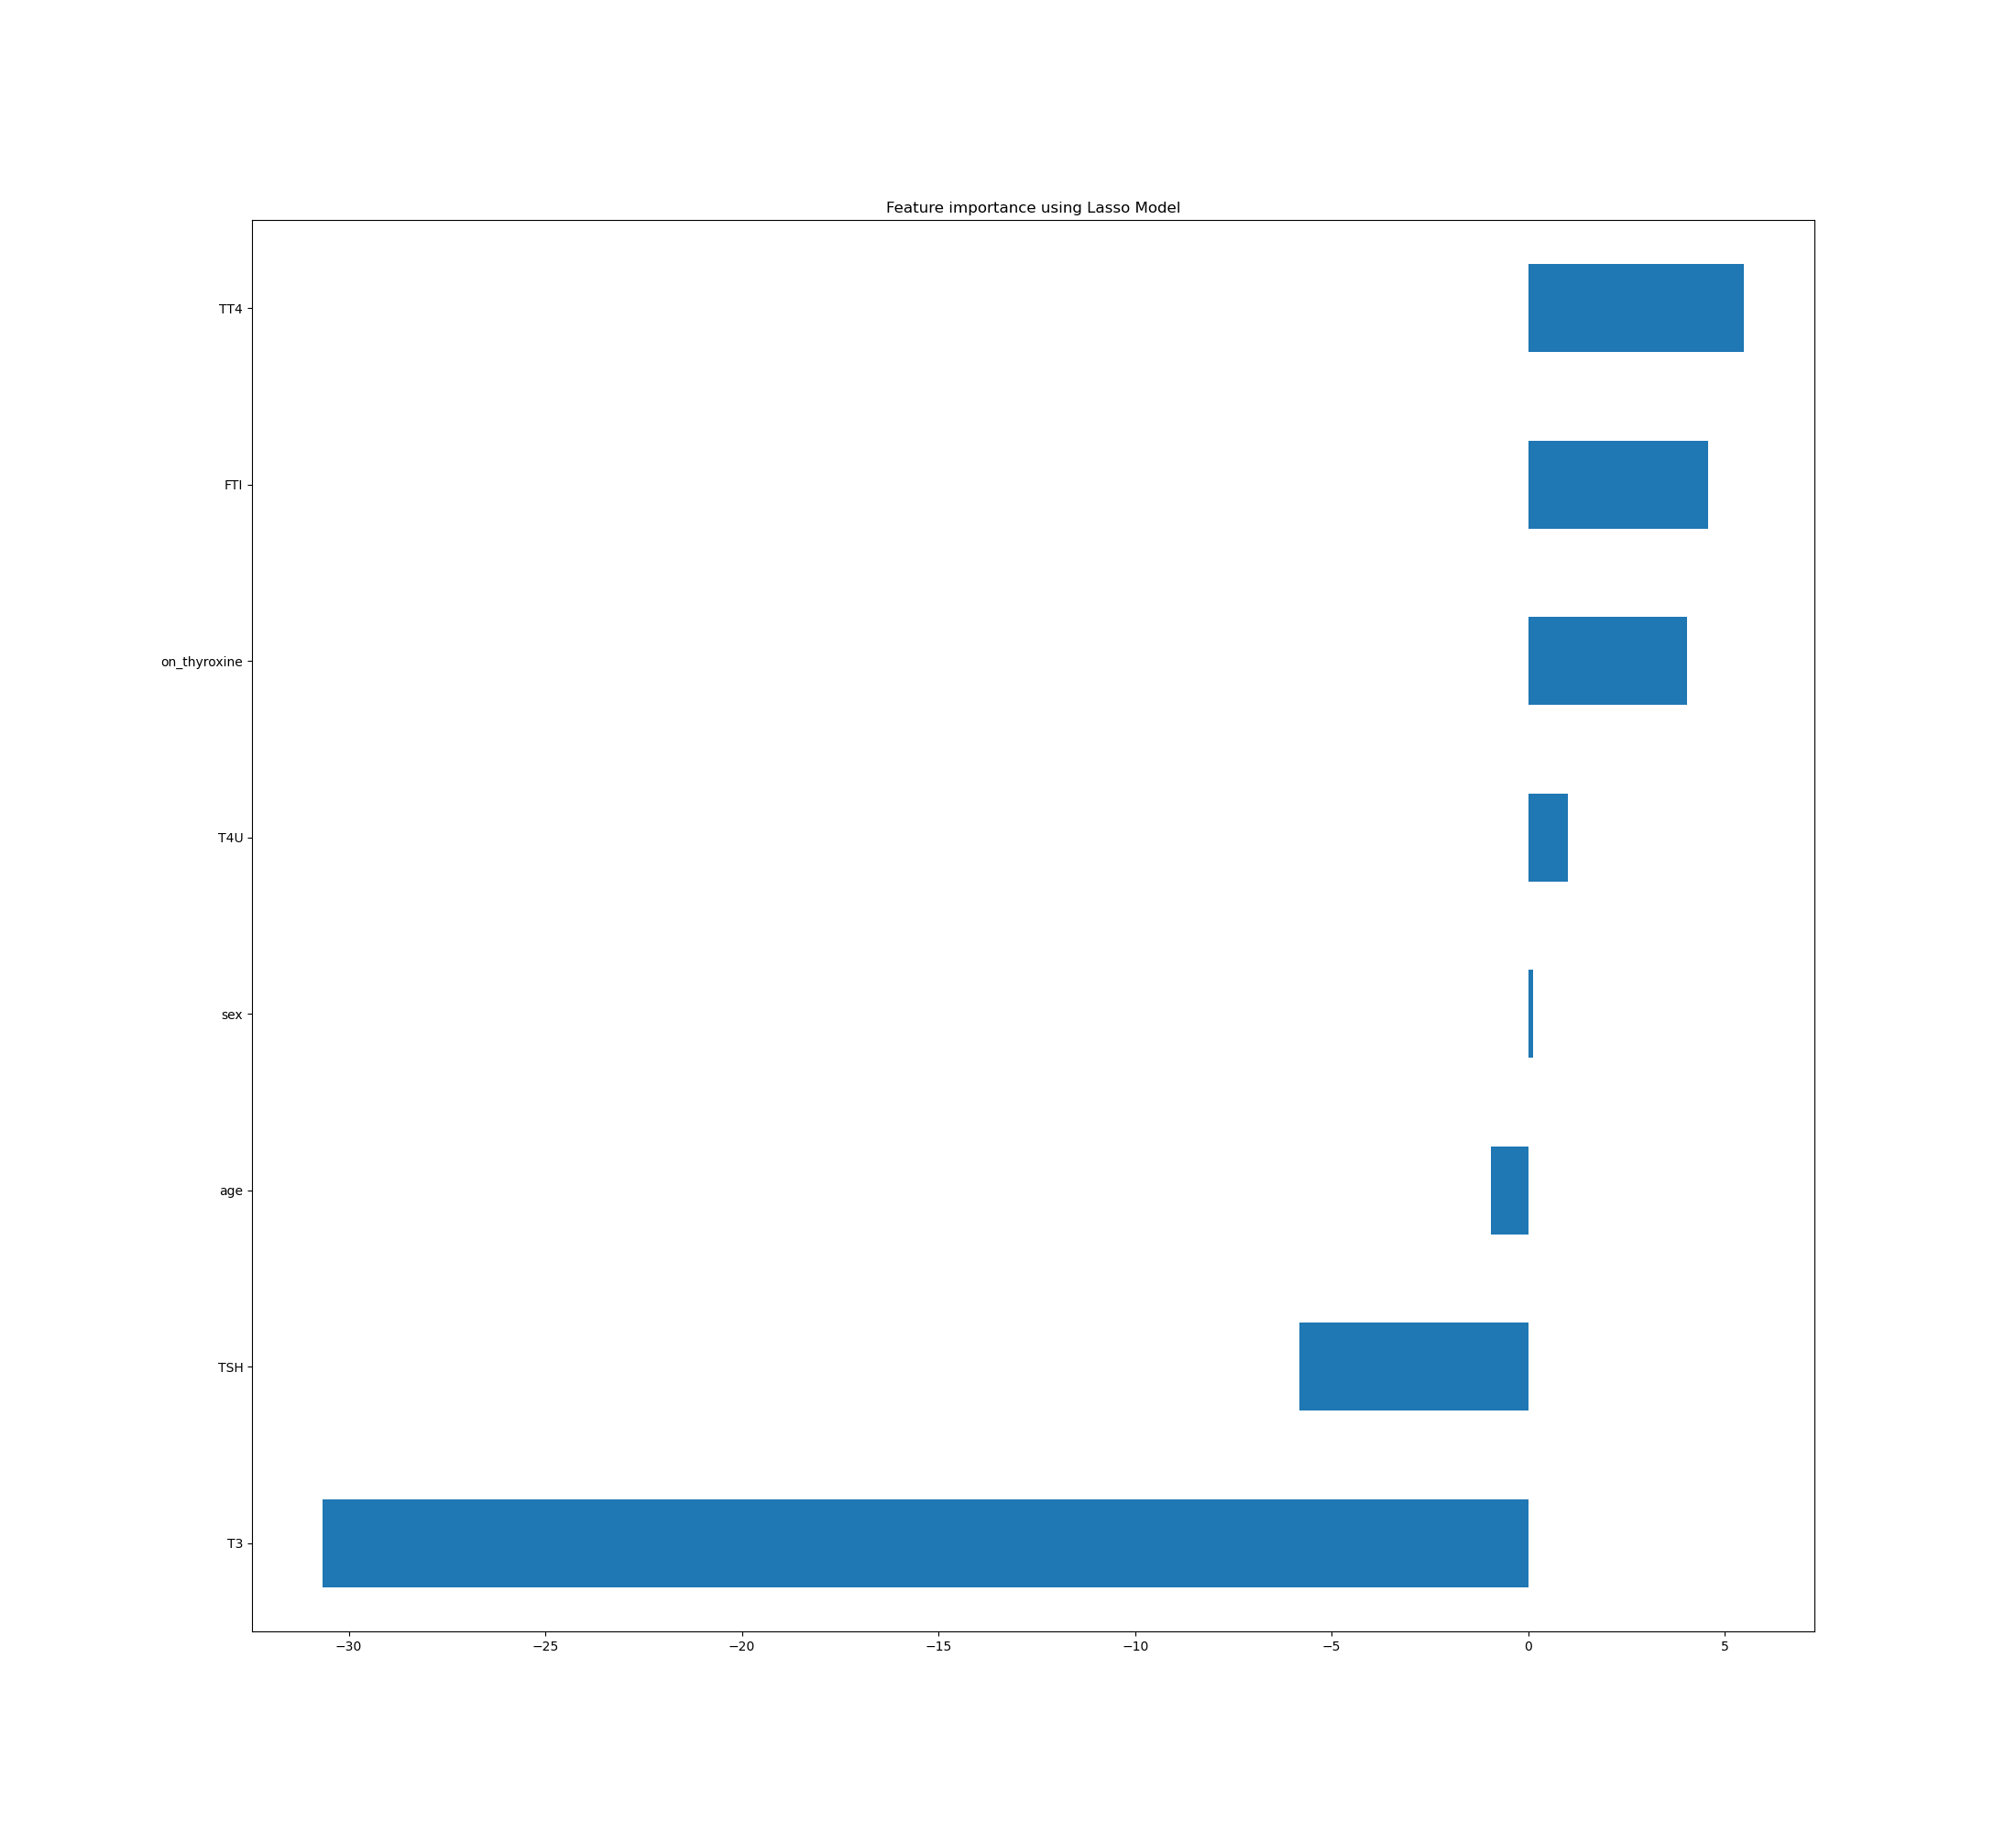 Feature importance using Lasso Model
TT4
FTI
on_thyroxine
T4U
sex
age
TSH
T3
−30 −25 −20 −15 −10 −5 0 5